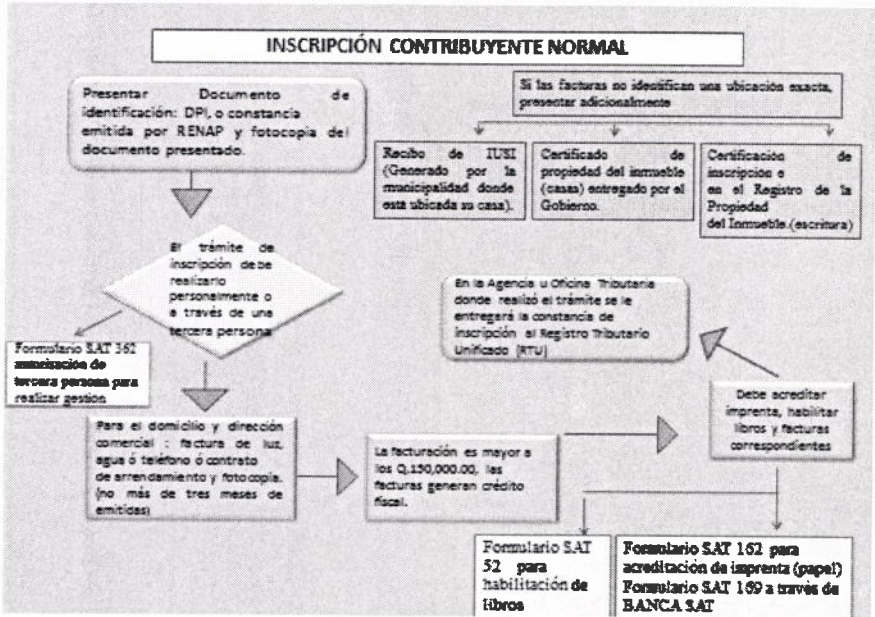 INSCRIPCIÓN CONTRIBUYENTE NORMAL
Presentar Documento de
identificación: DPI, o constancia
emitida por RENAP y fotocopia del
documento presentado.
Si las facturas no identifican una ubicación exacta,
presentar adicionalmente
Recibo de IUSI
(Generado por la
municipalidad donde
está ubicada su casa).
Certificado de
propiedad del inmueble
(casas) entregado por el
Gobierno.
Certificación de
inscripción e
en el Registro de la
Propiedad
del Inmueble.(escritura)
El trámite de
inscripción debe
realizarlo
personalmente o
a través de una
tercera persona
Formulario SAT 362
autorización de
tercera persona para
realizar gestión
En la Agencia u Oficina Tributaria
donde realizó el trámite se le
entregará la constancia de
inscripción al Registro Tributario
Unificado (RTU)
Para el domicilio y dirección
comercial : factura de luz,
agua ó teléfono ó contrato
de arrendamiento y fotocopia.
(no más de tres meses de
emitidas)
La facturación es mayor a
los Q.150,000.00, las
facturas generan crédito
fiscal.
Debe acreditar
imprenta, habilitar
libros y facturas
correspondientes
Formulario SAT
52 para
habilitación de
libros
Formulario SAT 162 para
acreditación de imprenta (papel)
Formulario SAT 169 a través de
BANCA SAT